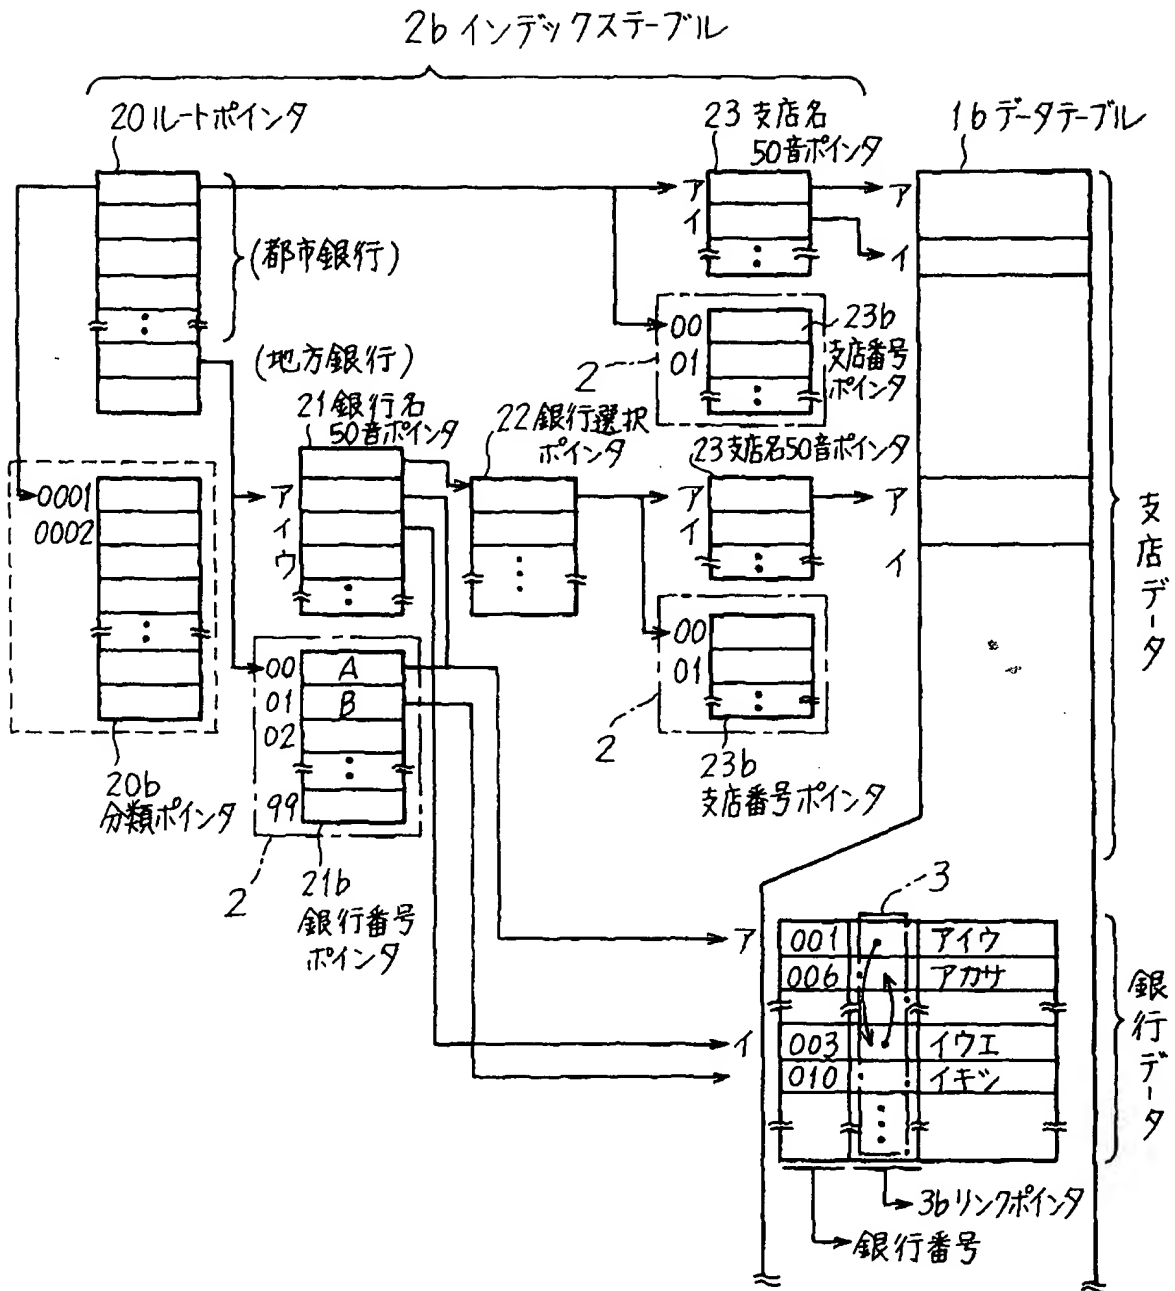 2b インデックステーブル
20 ルートポインタ
23 支店名
50音ポインタ
1b データテーブル
ア
イ
ア
イ
(都市銀行)
00
01
2
23b
支店番号
ポインタ
(地方銀行)
21 銀行名
50音ポインタ
22 銀行選択
ポインタ
23 支店名50音ポインタ
0001
0002
ア
イ
ウ
ア
イ
ア
イ
支店データ
00
01
2
23b
支店番号ポインタ
00 A
01 B
02
99
20b
分類ポインタ
2
21b
銀行番号
ポインタ
3
ア
001 アイウ
006 アカサ
イ
003 イウエ
010 イキシ
銀行データ
3b リンクポインタ
銀行番号